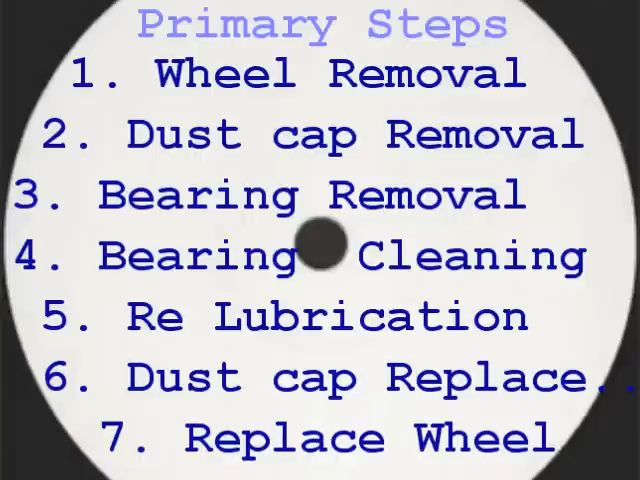 Primary Steps
1. Wheel Removal
2. Dust cap Removal
3. Bearing Removal
4. Bearing  Cleaning
5. Re Lubrication
6. Dust cap Replace..
7. Replace Wheel